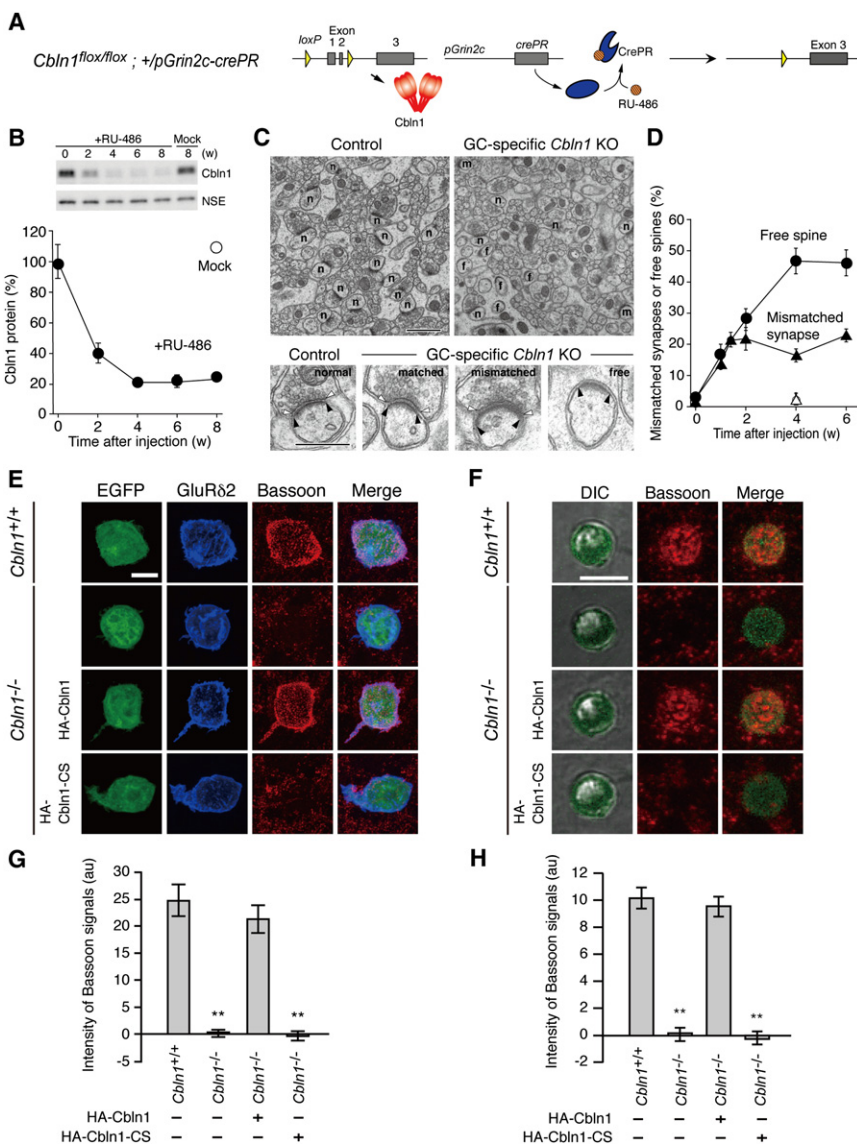 A
Cbln1flox/flox ; +/pGrin2c-crePR
loxP Exon
1 2 3
Cbln1
pGrin2c crePR
CrePR
RU-486
Exon 3
B
+RU-486 Mock
0 2 4 6 8 8 (w)
Cbln1
NSE
Cbln1 protein (%)
120
100
80
60
40
20
0
Mock
+RU-486
0 2 4 6 8
Time after injection (w)
C
Control GC-specific Cbln1 KO
n n n n n n n n n n n n n
m n n n f f f f f m
Control GC-specific Cbln1 KO
normal matched mismatched free
D
Mismatched synapses or free spines (%)
60
50
40
30
20
10
0
Free spine
Mismatched
synapse
0 2 4 6
Time after injection (w)
E
EGFP GluRδ2 Bassoon Merge
Cbln1+/+
Cbln1-/-
HA-Cbln1
HA-
Cbln1-CS
F
DIC Bassoon Merge
Cbln1+/+
Cbln1-/-
HA-Cbln1
HA-
Cbln1-CS
G
Intensity of Bassoon signals (au)
30
25
20
15
10
5
0
-5
** **
Cbln1+/+ Cbln1-/- Cbln1-/- Cbln1-/-
HA-Cbln1 – – + –
HA-Cbln1-CS – – – +
H
Intensity of Bassoon signals (au)
12
10
8
6
4
2
0
-2
** **
Cbln1+/+ Cbln1-/- Cbln1-/- Cbln1-/-
HA-Cbln1 – – + –
HA-Cbln1-CS – – – +